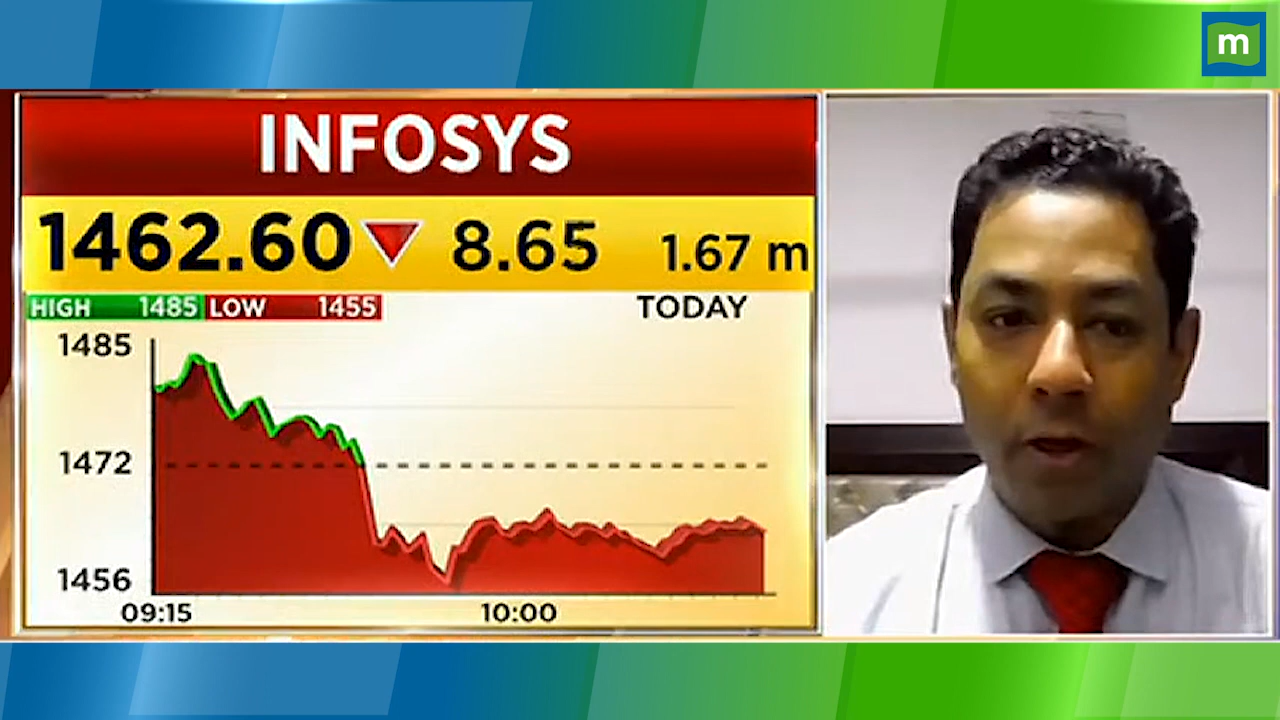 m
INFOSYS
1462.60 ▼ 8.65 1.67 m
HIGH 1485 LOW 1455 TODAY
1485
1472
1456
09:15 10:00